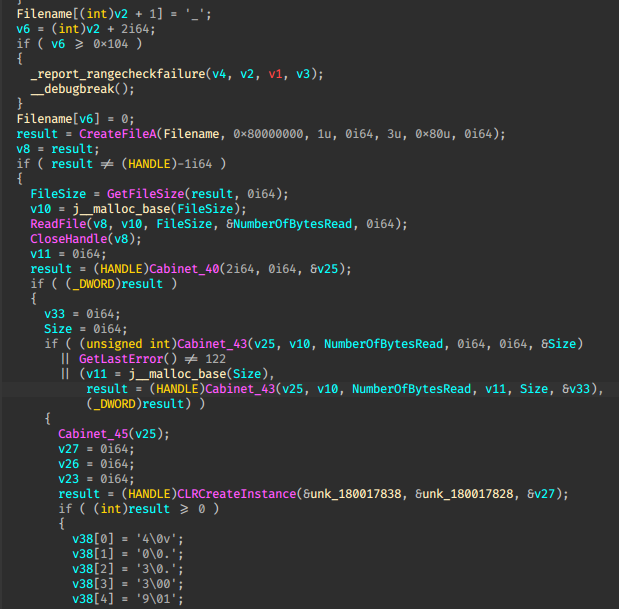 }
Filename[(int)v2 + 1] = '_';
v6 = (int)v2 + 2i64;
if ( v6 ≥ 0×104 )
{
_report_rangecheckfailure(v4, v2, v1, v3);
__debugbreak();
}
Filename[v6] = 0;
result = CreateFileA(Filename, 0×80000000, 1u, 0i64, 3u, 0×80u, 0i64);
v8 = result;
if ( result ≠ (HANDLE)-1i64 )
{
FileSize = GetFileSize(result, 0i64);
v10 = j__malloc_base(FileSize);
ReadFile(v8, v10, FileSize, &NumberOfBytesRead, 0i64);
CloseHandle(v8);
v11 = 0i64;
result = (HANDLE)Cabinet_40(2i64, 0i64, &v25);
if ( (_DWORD)result )
{
v33 = 0i64;
Size = 0i64;
if ( (unsigned int)Cabinet_43(v25, v10, NumberOfBytesRead, 0i64, 0i64, &Size)
|| GetLastError() ≠ 122
|| (v11 = j__malloc_base(Size),
result = (HANDLE)Cabinet_43(v25, v10, NumberOfBytesRead, v11, Size, &v33),
(_DWORD)result) )
{
Cabinet_45(v25);
v27 = 0i64;
v26 = 0i64;
v23 = 0i64;
result = (HANDLE)CLRCreateInstance(&unk_180017838, &unk_180017828, &v27);
if ( (int)result ≥ 0 )
{
v38[0] = '4\0v';
v38[1] = '0\0.';
v38[2] = '3\0.';
v38[3] = '3\00';
v38[4] = '9\01';